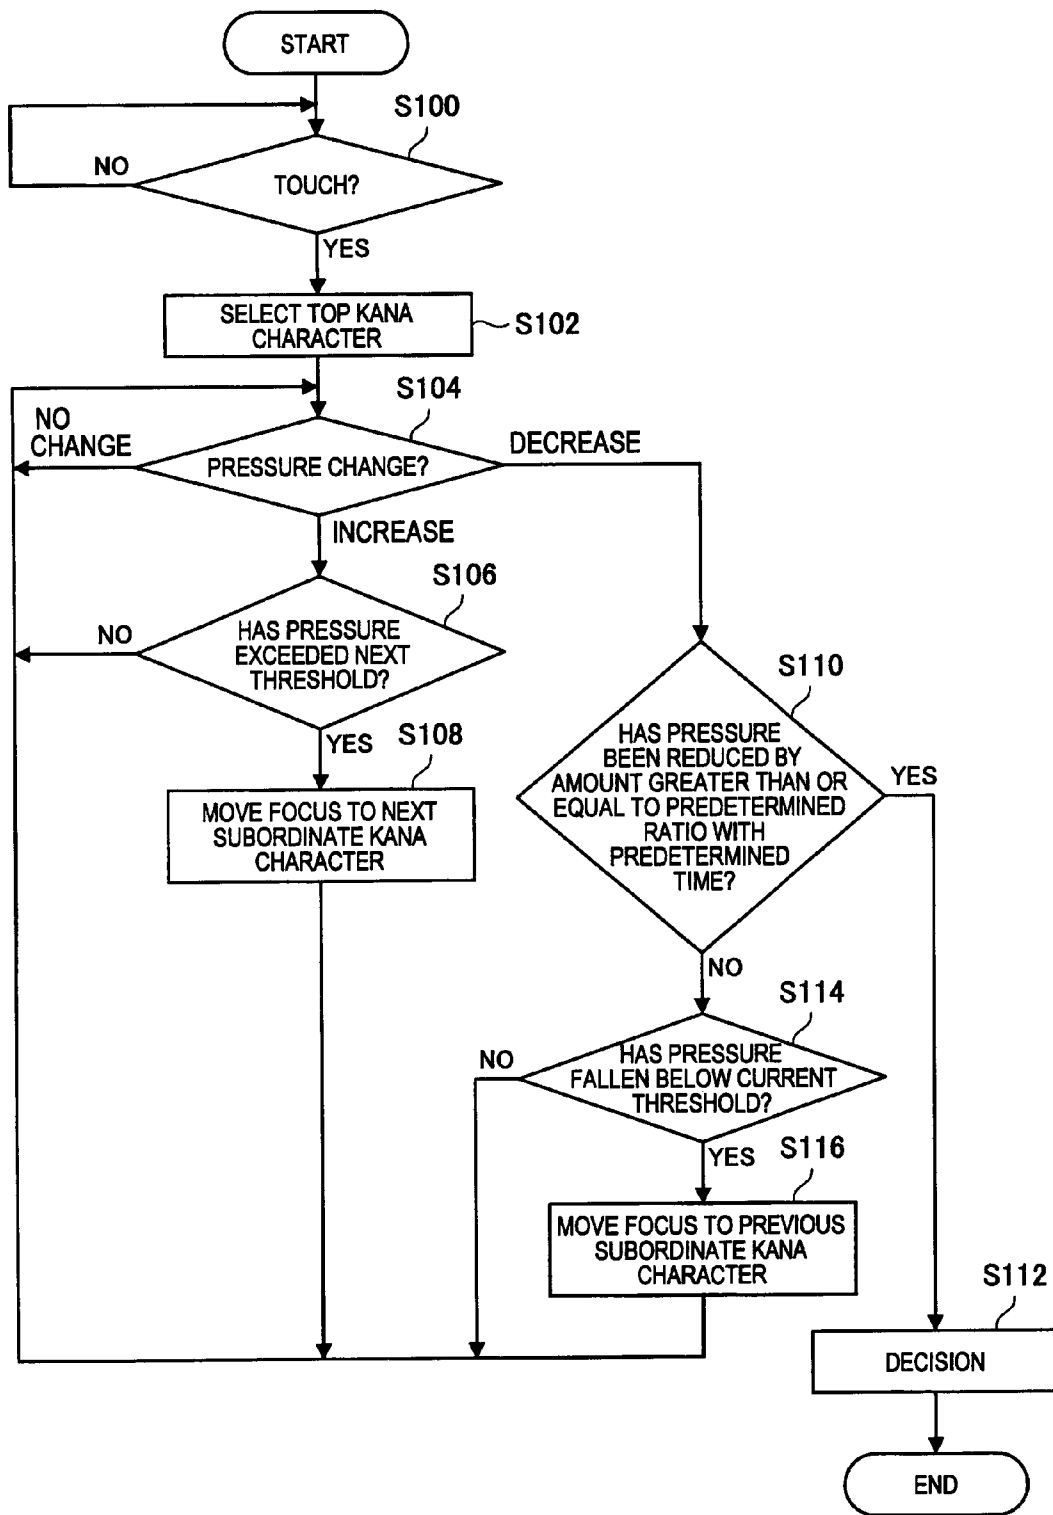 START
S100
NO
TOUCH?
YES
SELECT TOP KANA
CHARACTER
S102
S104
NO
CHANGE
DECREASE
PRESSURE CHANGE?
INCREASE
S106
NO
HAS PRESSURE
EXCEEDED NEXT
THRESHOLD?
YES
S108
MOVE FOCUS TO NEXT
SUBORDINATE KANA
CHARACTER
S110
HAS PRESSURE
BEEN REDUCED BY
AMOUNT GREATER THAN OR
EQUAL TO PREDETERMINED
RATIO WITH
PREDETERMINED
TIME?
YES
NO
S114
NO
HAS PRESSURE
FALLEN BELOW CURRENT
THRESHOLD?
YES
S116
MOVE FOCUS TO PREVIOUS
SUBORDINATE KANA
CHARACTER
S112
DECISION
END